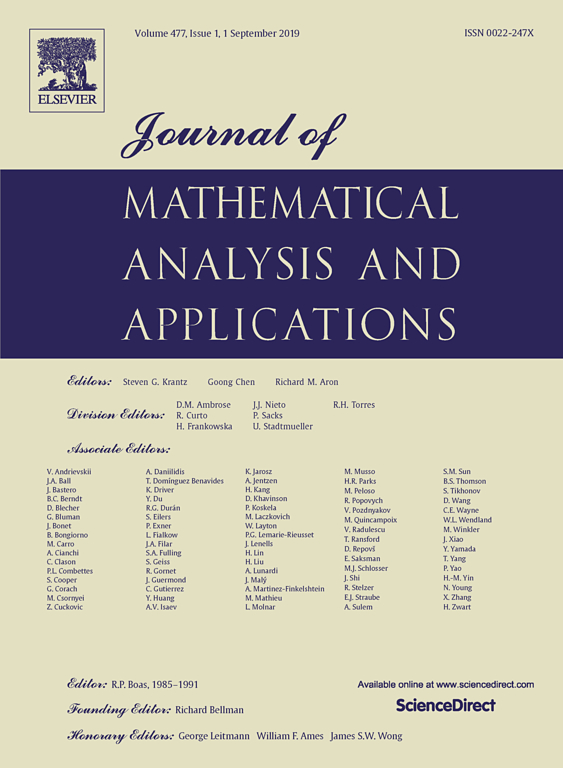 Volume 477, Issue 1, 1 September 2019
ISSN 0022-247X
ELSEVIER
Journal of
MATHEMATICAL
ANALYSIS AND
APPLICATIONS
Editors: Steven G. Krantz Goong Chen Richard M. Aron
Division Editors:
D.M. Ambrose J.J. Nieto R.H. Torres
R. Curto P. Sacks
H. Frankowska U. Stadtmueller
Associate Editors:
V. Andrievskii
J.A. Ball
J. Bastero
B.C. Berndt
D. Blecher
G. Bluman
J. Bonet
B. Bongiorno
M. Carro
A. Cianchi
C. Clason
P.L. Combettes
S. Cooper
G. Corach
M. Csornyei
Z. Cuckovic
A. Daniilidis
T. Domínguez Benavides
K. Driver
Y. Du
R.G. Durán
S. Eilers
P. Exner
L. Fialkow
J.A. Filar
S.A. Fulling
S. Geiss
R. Gornet
J. Guermond
C. Gutierrez
Y. Huang
A.V. Isaev
K. Jarosz
A. Jentzen
H. Kang
D. Khavinson
P. Koskela
M. Laczkovich
W. Layton
P.G. Lemarie-Rieusset
J. Lenells
H. Lin
H. Liu
A. Lunardi
J. Malý
A. Martinez-Finkelshtein
M. Mathieu
L. Molnar
M. Musso
H.R. Parks
M. Peloso
R. Popovych
V. Pozdnyakov
M. Quincampoix
V. Radulescu
T. Ransford
D. Repovš
E. Saksman
M.J. Schlosser
J. Shi
R. Stelzer
E.J. Straube
A. Sulem
S.M. Sun
B.S. Thomson
S. Tikhonov
D. Wang
C.E. Wayne
W.L. Wendland
M. Winkler
J. Xiao
Y. Yamada
T. Yang
P. Yao
H.-M. Yin
N. Young
X. Zhang
H. Zwart
Editor: R.P. Boas, 1985–1991
Founding Editor: Richard Bellman
Honorary Editors: George Leitmann William F. Ames James S.W. Wong
Available online at www.sciencedirect.com
ScienceDirect